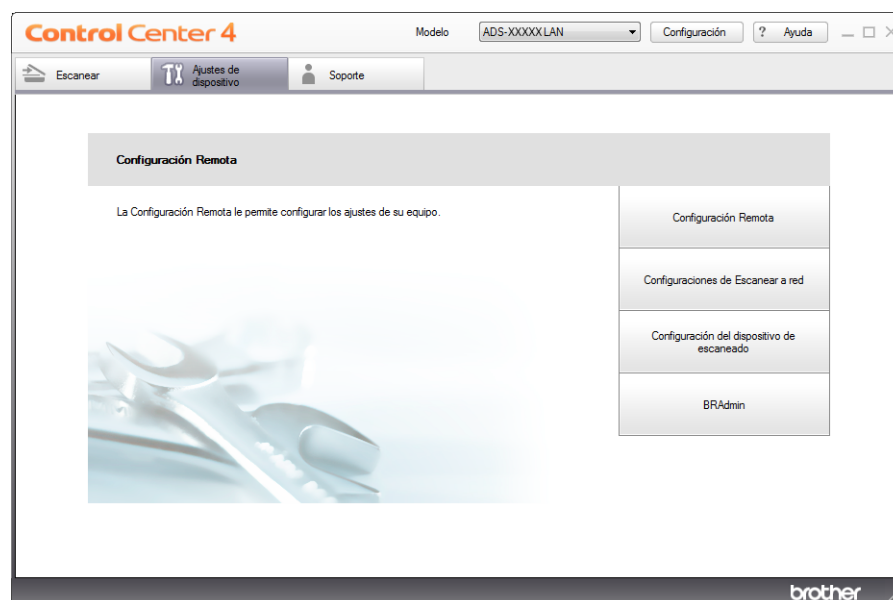 Control Center 4
Modelo
ADS-XXXXX LAN
Configuración
? Ayuda
Escanear
Ajustes de
dispositivo
Soporte
Configuración Remota
La Configuración Remota le permite configurar los ajustes de su equipo.
Configuración Remota
Configuraciones de Escanear a red
Configuración del dispositivo de
escaneado
BRAdmin
brother